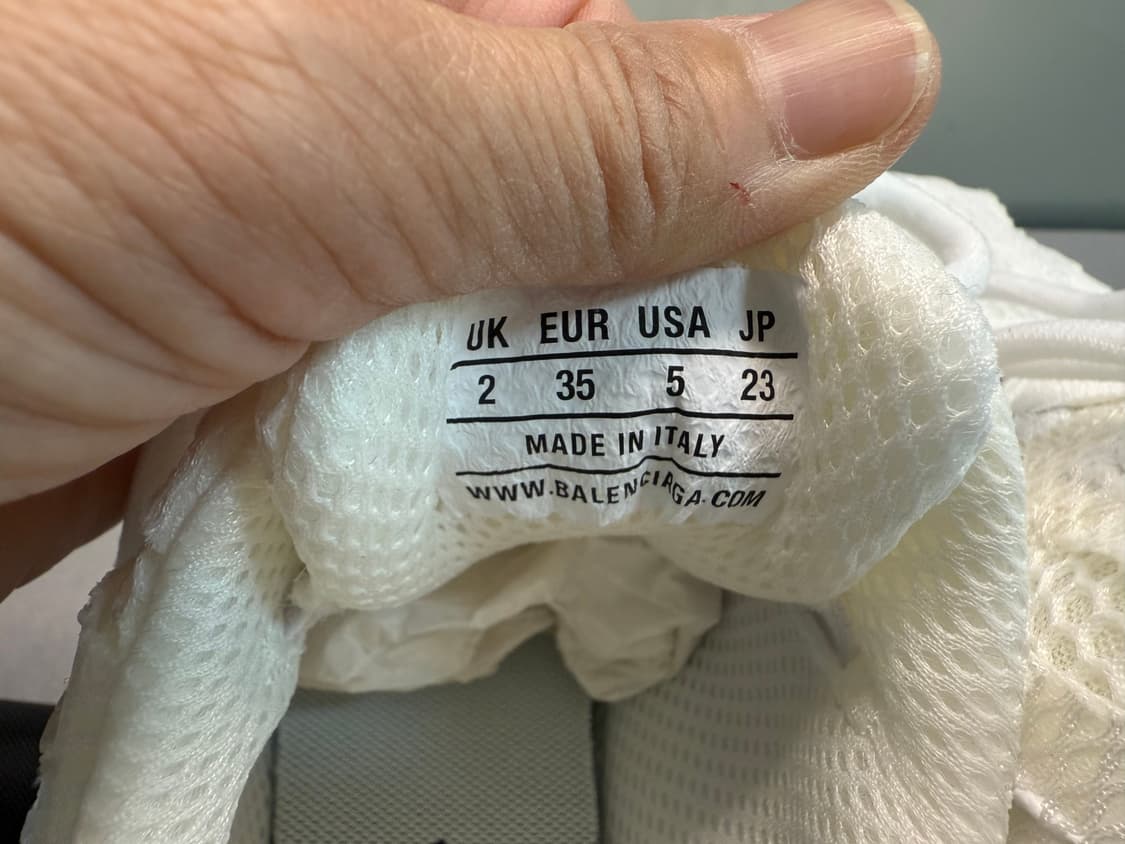 UK EUR USA JP
2 35 5 23
MADE IN ITALY
WWW.BALENCIAGA.COM